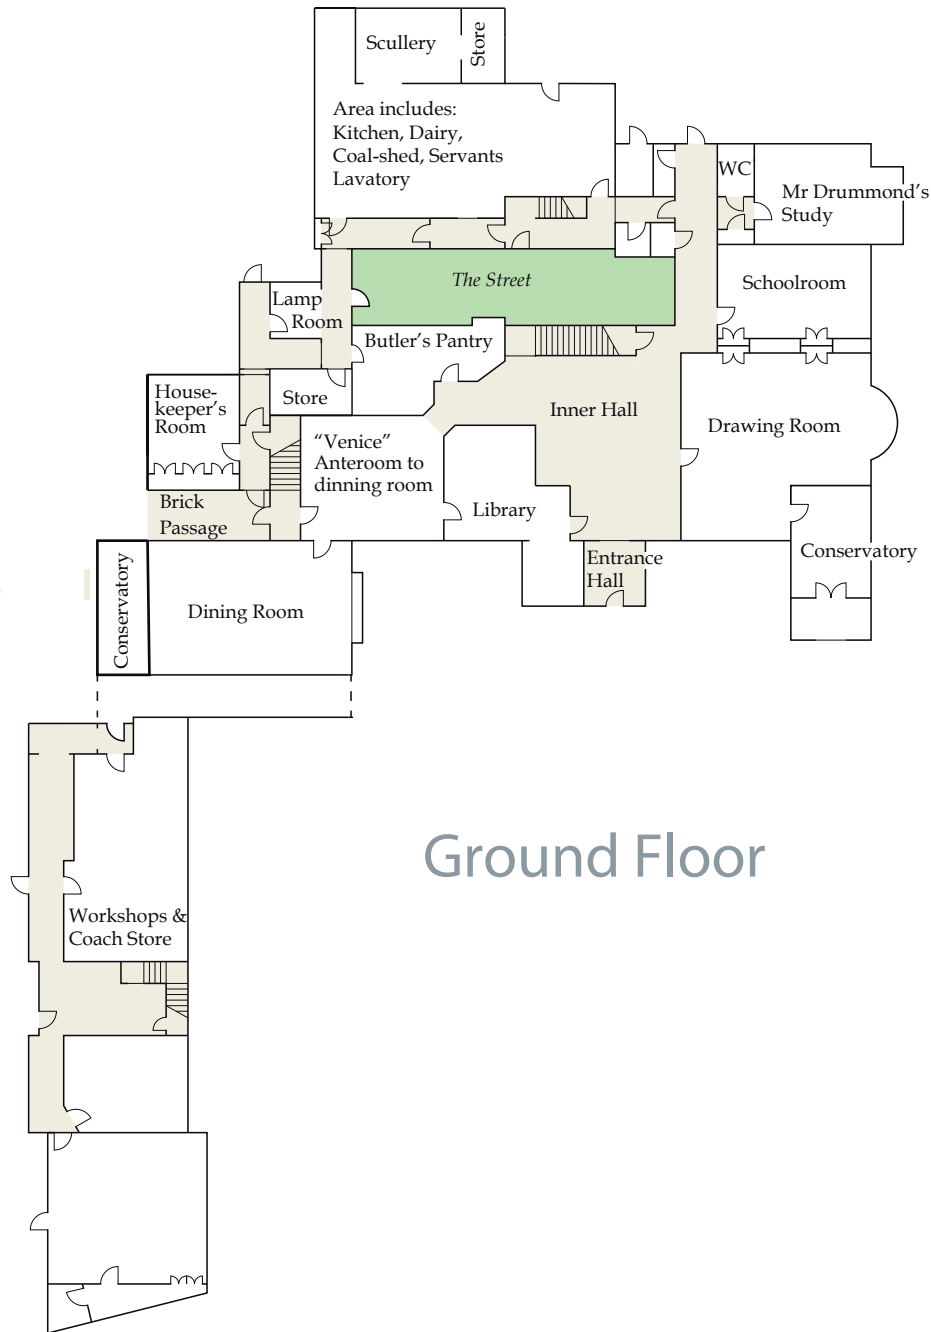 Scullery
Store
Area includes:
Kitchen, Dairy,
Coal-shed, Servants
Lavatory
WC
Mr Drummond's
Study
The Street
Schoolroom
Lamp
Room
Butler's Pantry
House-
keeper's
Room
Store
Inner Hall
Drawing Room
"Venice"
Anteroom to
dinning room
Library
Brick
Passage
Entrance
Hall
Conservatory
Conservatory
Dining Room
Ground Floor
Workshops &
Coach Store